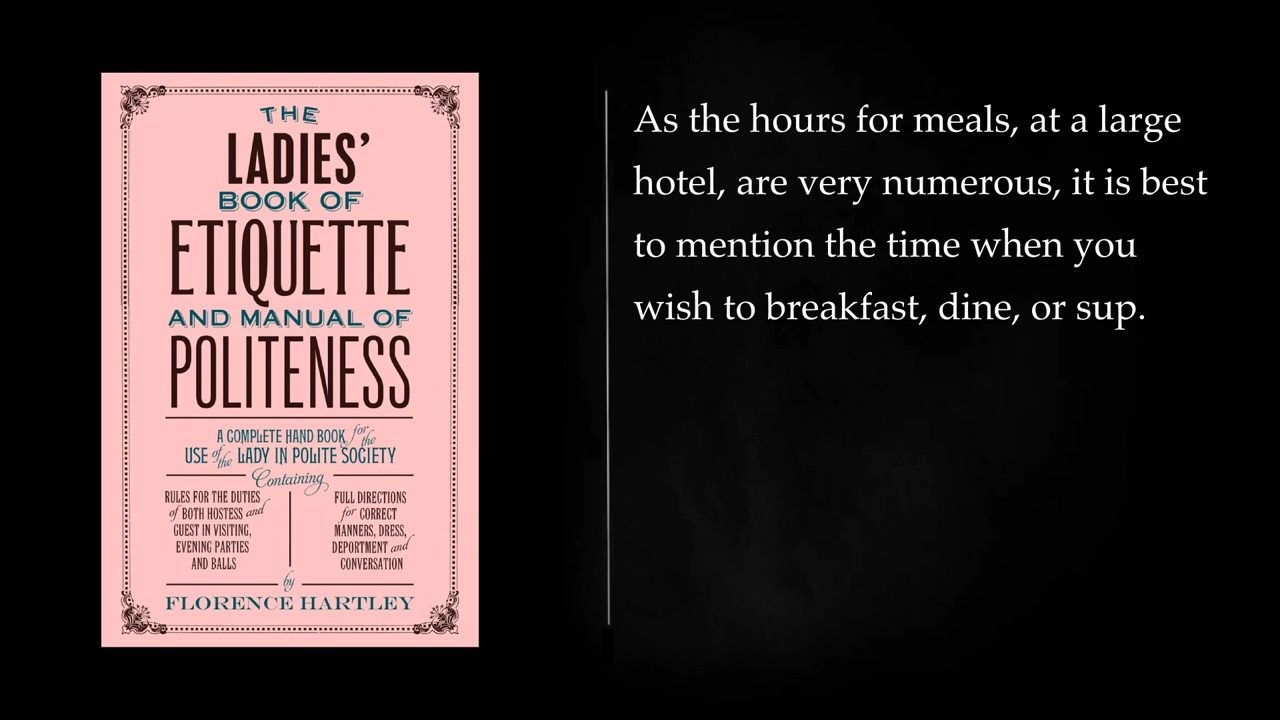 THE
LADIES'
BOOK OF
ETIQUETTE
AND MANUAL OF
POLITENESS
A COMPLETE HAND BOOK for the
USE of the LADY IN POLITE SOCIETY
Containing
RULES FOR THE DUTIES
of BOTH HOSTESS and
GUEST IN VISITING,
EVENING PARTIES
AND BALLS
FULL DIRECTIONS
for CORRECT
MANNERS, DRESS,
DEPORTMENT and
CONVERSATION
by
FLORENCE HARTLEY
As the hours for meals, at a large
hotel, are very numerous, it is best
to mention the time when you
wish to breakfast, dine, or sup.